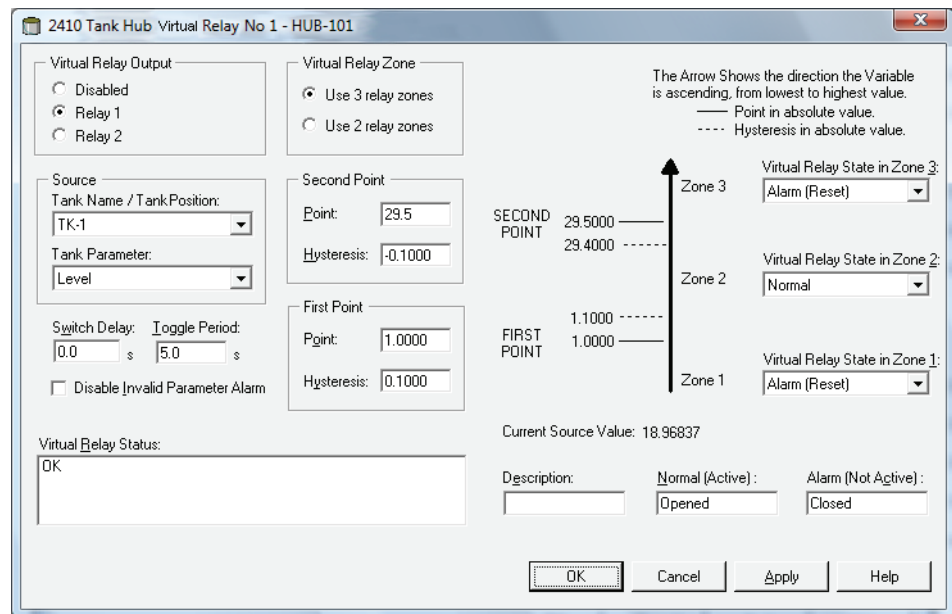 2410 Tank Hub Virtual Relay No 1 - HUB-101
Virtual Relay Output
Disabled
Relay 1
Relay 2
Virtual Relay Zone
Use 3 relay zones
Use 2 relay zones
The Arrow Shows the direction the Variable
is ascending, from lowest to highest value.
Point in absolute value.
Hysteresis in absolute value.
Source
Tank Name / TankPosition:
TK-1
Tank Parameter:
Level
Second Point
Point: 29.5
Hysteresis: -0.1000
First Point
Point: 1.0000
Hysteresis: 0.1000
Switch Delay: Toggle Period:
0.0 s 5.0 s
Disable Invalid Parameter Alarm
SECOND
POINT
29.5000
29.4000
FIRST
POINT
1.1000
1.0000
Zone 3
Zone 2
Zone 1
Virtual Relay State in Zone 3:
Alarm (Reset)
Virtual Relay State in Zone 2:
Normal
Virtual Relay State in Zone 1:
Alarm (Reset)
Current Source Value: 18.96837
Virtual Relay Status:
OK
Description:
Normal (Active) :
Opened
Alarm (Not Active) :
Closed
OK Cancel Apply Help